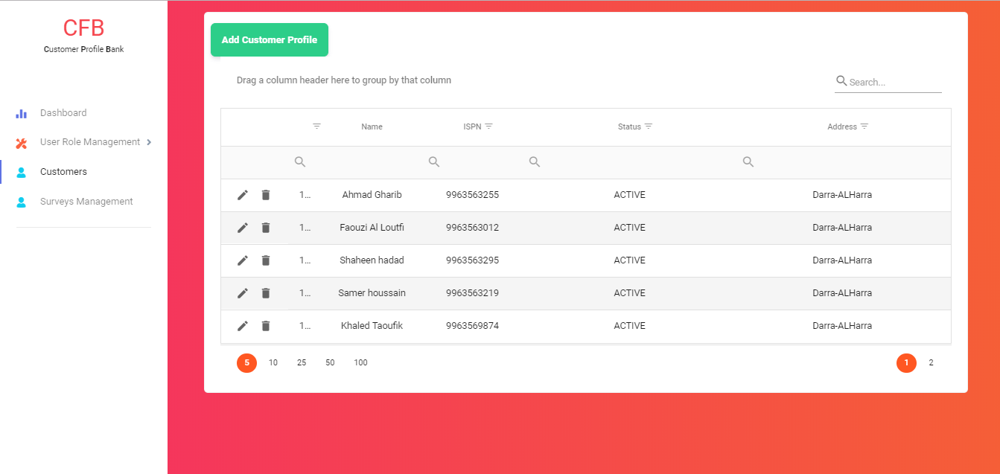 CFB
Customer Profile Bank
Dashboard
User Role Management
Customers
Surveys Management
Add Customer Profile
Drag a column header here to group by that column
Search...
Name ISPN Status Address
1... Ahmad Gharib 9963563255 ACTIVE Darra-ALHarra
1... Faouzi Al Loutfi 9963563012 ACTIVE Darra-ALHarra
1... Shaheen hadad 9963563295 ACTIVE Darra-ALHarra
1... Samer houssain 9963563219 ACTIVE Darra-ALHarra
1... Khaled Taoufik 9963569874 ACTIVE Darra-ALHarra
5 10 25 50 100 1 2